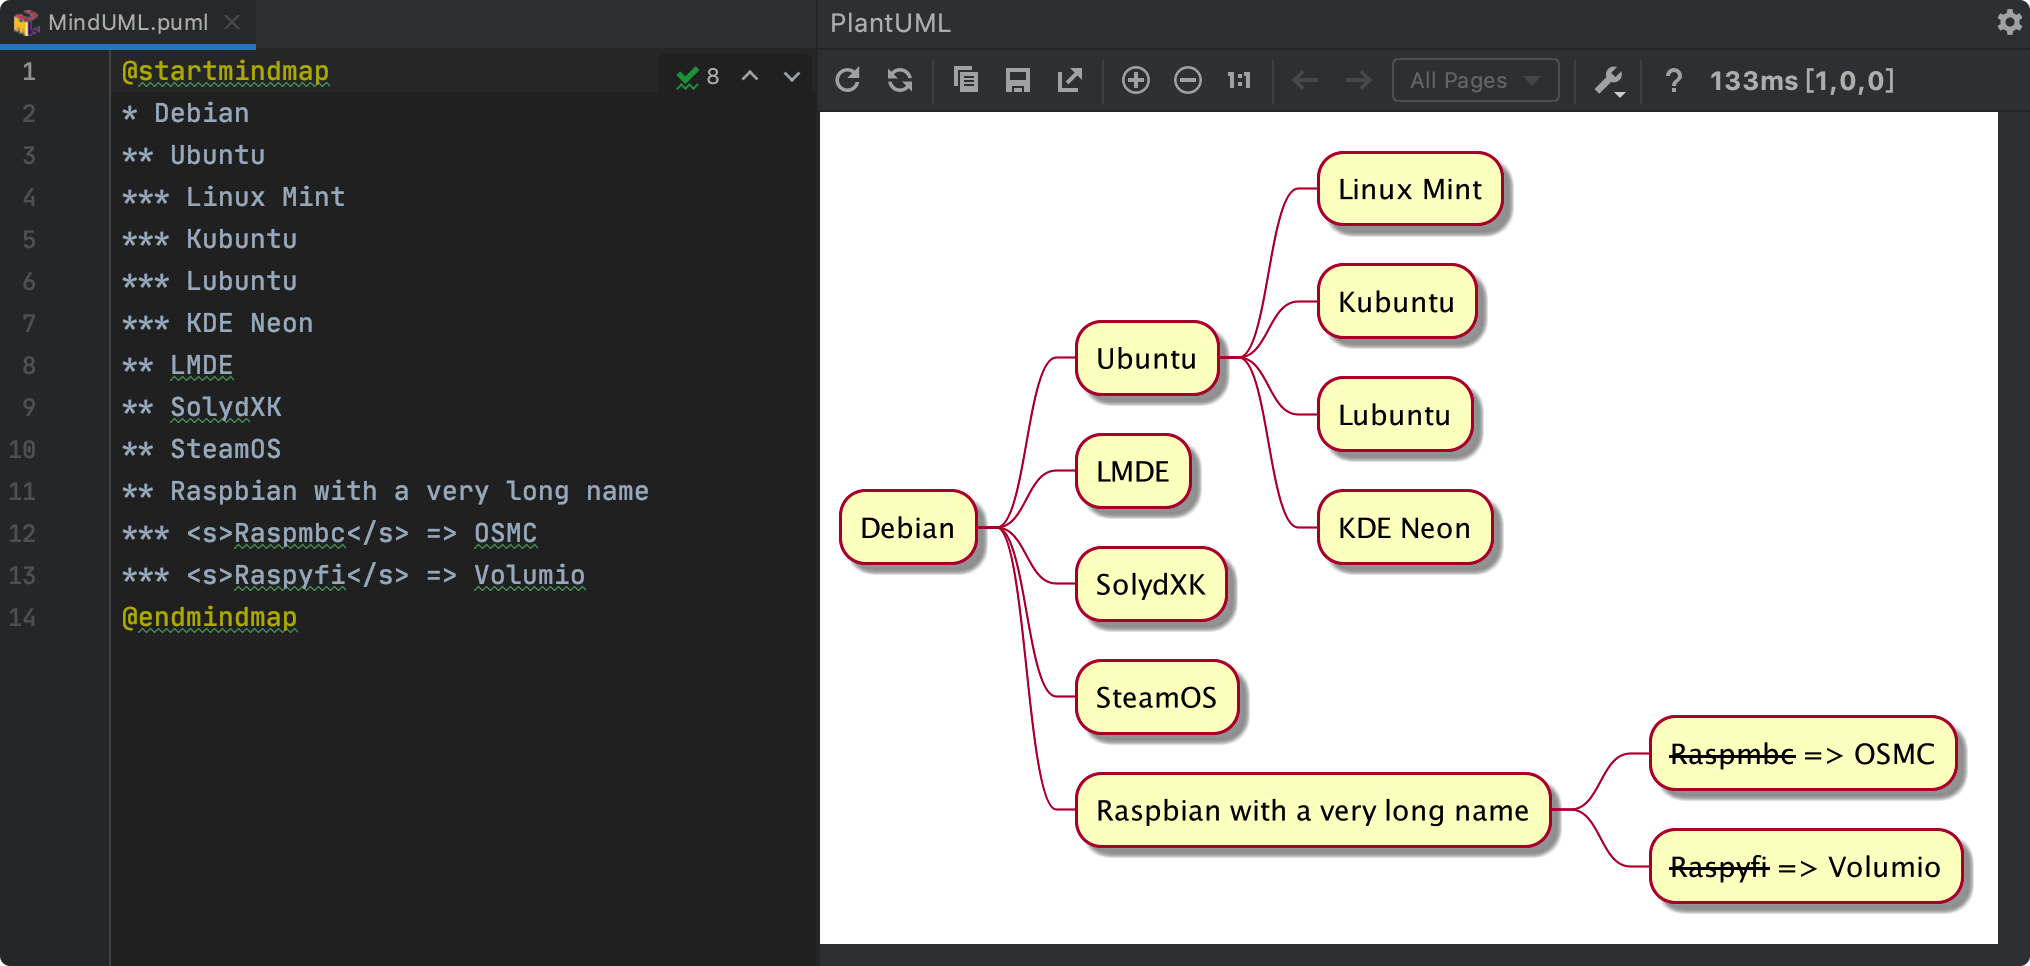 MindUML.puml
1 @startmindmap
8
2 * Debian
3 ** Ubuntu
4 *** Linux Mint
5 *** Kubuntu
6 *** Lubuntu
7 *** KDE Neon
8 ** LMDE
9 ** SolydXK
10 ** SteamOS
11 ** Raspbian with a very long name
12 *** <s>Raspmbc</s> => OSMC
13 *** <s>Raspyfi</s> => Volumio
14 @endmindmap
PlantUML
1:1 All Pages ? 133ms [1,0,0]
Linux Mint
Kubuntu
Ubuntu
Lubuntu
LMDE
Debian
KDE Neon
SolydXK
SteamOS
Raspmbc => OSMC
Raspbian with a very long name
Raspyfi => Volumio